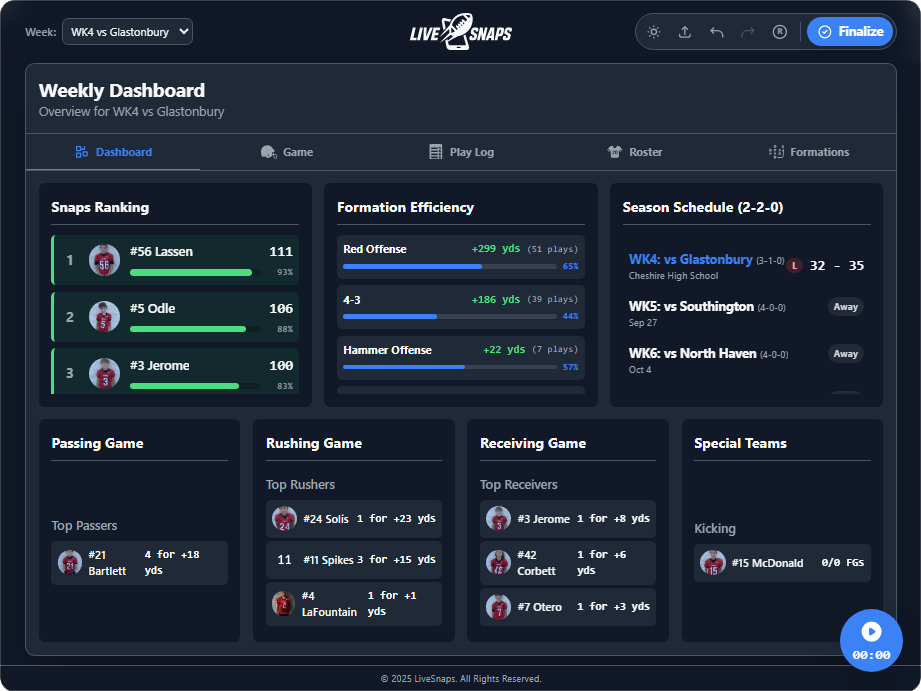 Week:
WK4 vs Glastonbury
LIVE SNAPS
R
Finalize
Weekly Dashboard
Overview for WK4 vs Glastonbury
Dashboard
Game
Play Log
Roster
Formations
Snaps Ranking
1
#56 Lassen
111
93%
2
#5 Odle
106
88%
3
#3 Jerome
100
83%
Formation Efficiency
Red Offense
+299 yds (51 plays)
65%
4-3
+186 yds (39 plays)
44%
Hammer Offense
+22 yds (7 plays)
57%
Season Schedule (2-2-0)
WK4: vs Glastonbury (3-1-0)
Cheshire High School
L
32 - 35
WK5: vs Southington (4-0-0)
Sep 27
Away
WK6: vs North Haven (4-0-0)
Oct 4
Away
Passing Game
Top Passers
#21
Bartlett
4 for +18
yds
Rushing Game
Top Rushers
#24 Solis
1 for +23 yds
11
#11 Spikes
3 for +15 yds
#4
LaFountain
1 for +1
yds
Receiving Game
Top Receivers
#3 Jerome
1 for +8 yds
#42
Corbett
1 for +6
yds
#7 Otero
1 for +3 yds
Special Teams
Kicking
#15 McDonald
0/0 FGs
00:00
© 2025 LiveSnaps. All Rights Reserved.